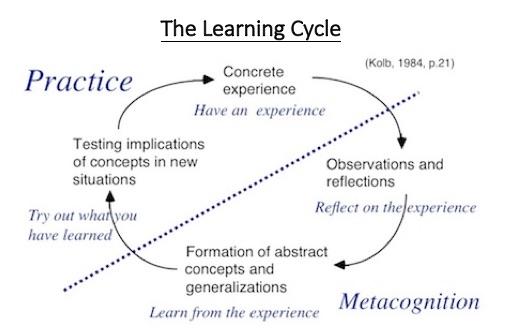 The Learning Cycle
(Kolb, 1984, p.21)
Practice
Concrete
experience
Have an experience
Testing implications
of concepts in new
situations
Try out what you
have learned
Observations and
reflections
Reflect on the experience
Formation of abstract
concepts and
generalizations
Learn from the experience
Metacognition